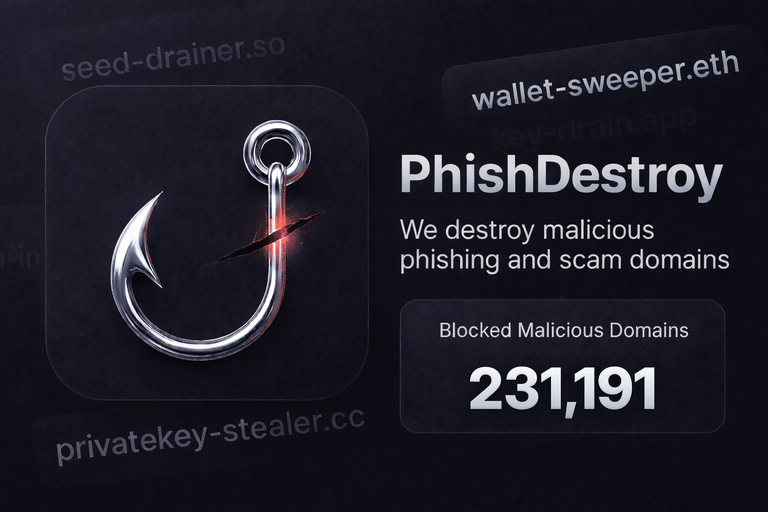 seed-drainer.so
wallet-sweeper.eth
key-drain.app
PhishDestroy
We destroy malicious
phishing and scam domains
Blocked Malicious Domains
231,191
privatekey-stealer.cc